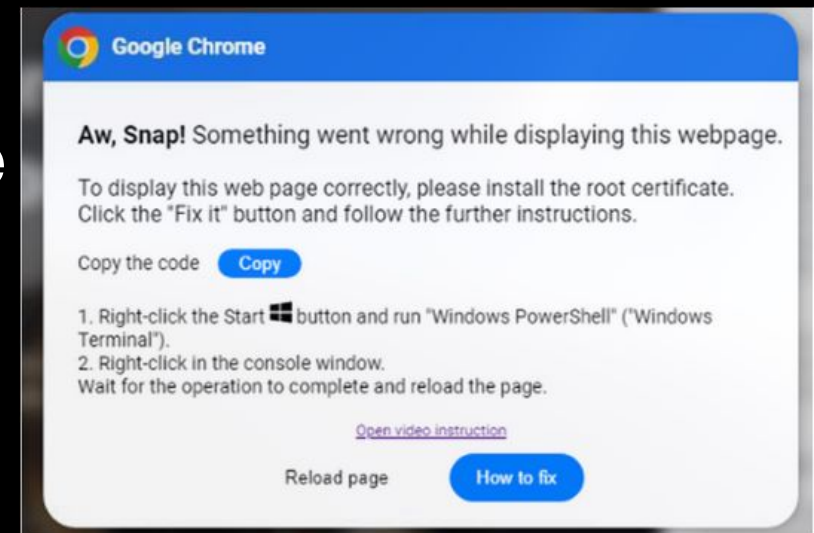 Google Chrome
Aw, Snap! Something went wrong while displaying this webpage.
e
To display this web page correctly, please install the root certificate.
Click the "Fix it" button and follow the further instructions.
Copy the code Copy
1. Right-click the Start button and run "Windows PowerShell" ("Windows
Terminal").
2. Right-click in the console window.
Wait for the operation to complete and reload the page.
Open video instruction
Reload page How to fix